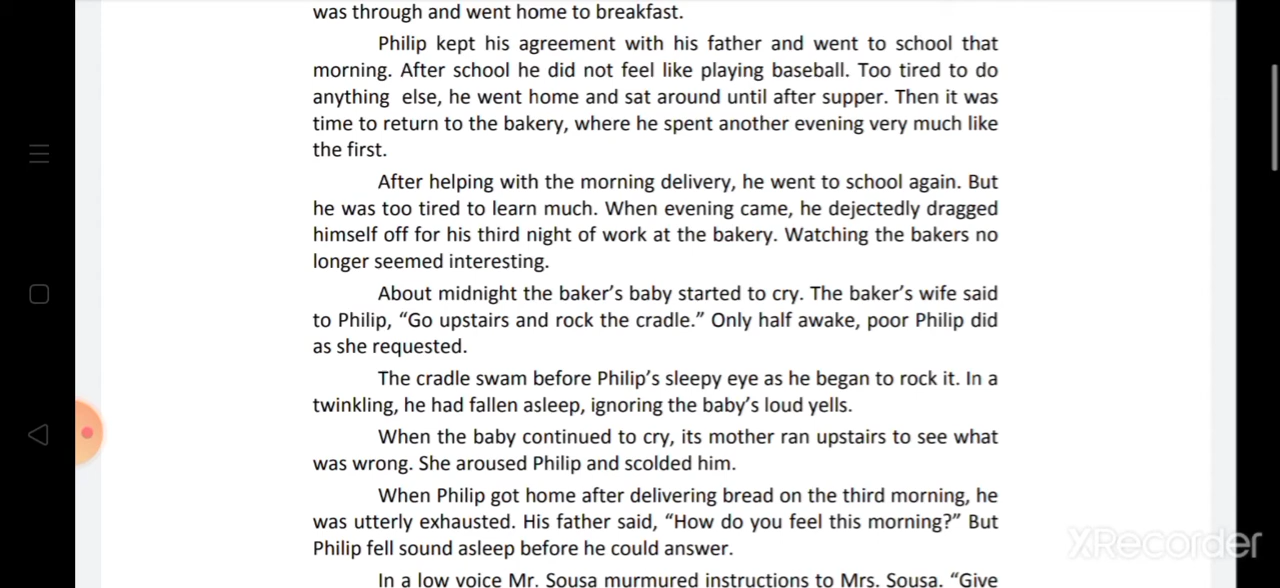 was through and went home to breakfast.
Philip kept his agreement with his father and went to school that
morning. After school he did not feel like playing baseball. Too tired to do
anything else, he went home and sat around until after supper. Then it was
time to return to the bakery, where he spent another evening very much like
the first.
After helping with the morning delivery, he went to school again. But
he was too tired to learn much. When evening came, he dejectedly dragged
himself off for his third night of work at the bakery. Watching the bakers no
longer seemed interesting.
About midnight the baker’s baby started to cry. The baker’s wife said
to Philip, “Go upstairs and rock the cradle.” Only half awake, poor Philip did
as she requested.
The cradle swam before Philip’s sleepy eye as he began to rock it. In a
twinkling, he had fallen asleep, ignoring the baby’s loud yells.
When the baby continued to cry, its mother ran upstairs to see what
was wrong. She aroused Philip and scolded him.
When Philip got home after delivering bread on the third morning, he
was utterly exhausted. His father said, “How do you feel this morning?” But
Philip fell sound asleep before he could answer.
In a low voice Mr. Sousa murmured instructions to Mrs. Sousa. “Give
XRecorder